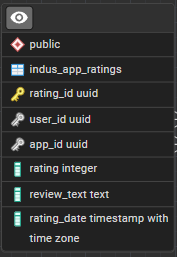 public
indus_app_ratings
rating_id uuid
user_id uuid
app_id uuid
rating integer
review_text text
rating_date timestamp with
time zone